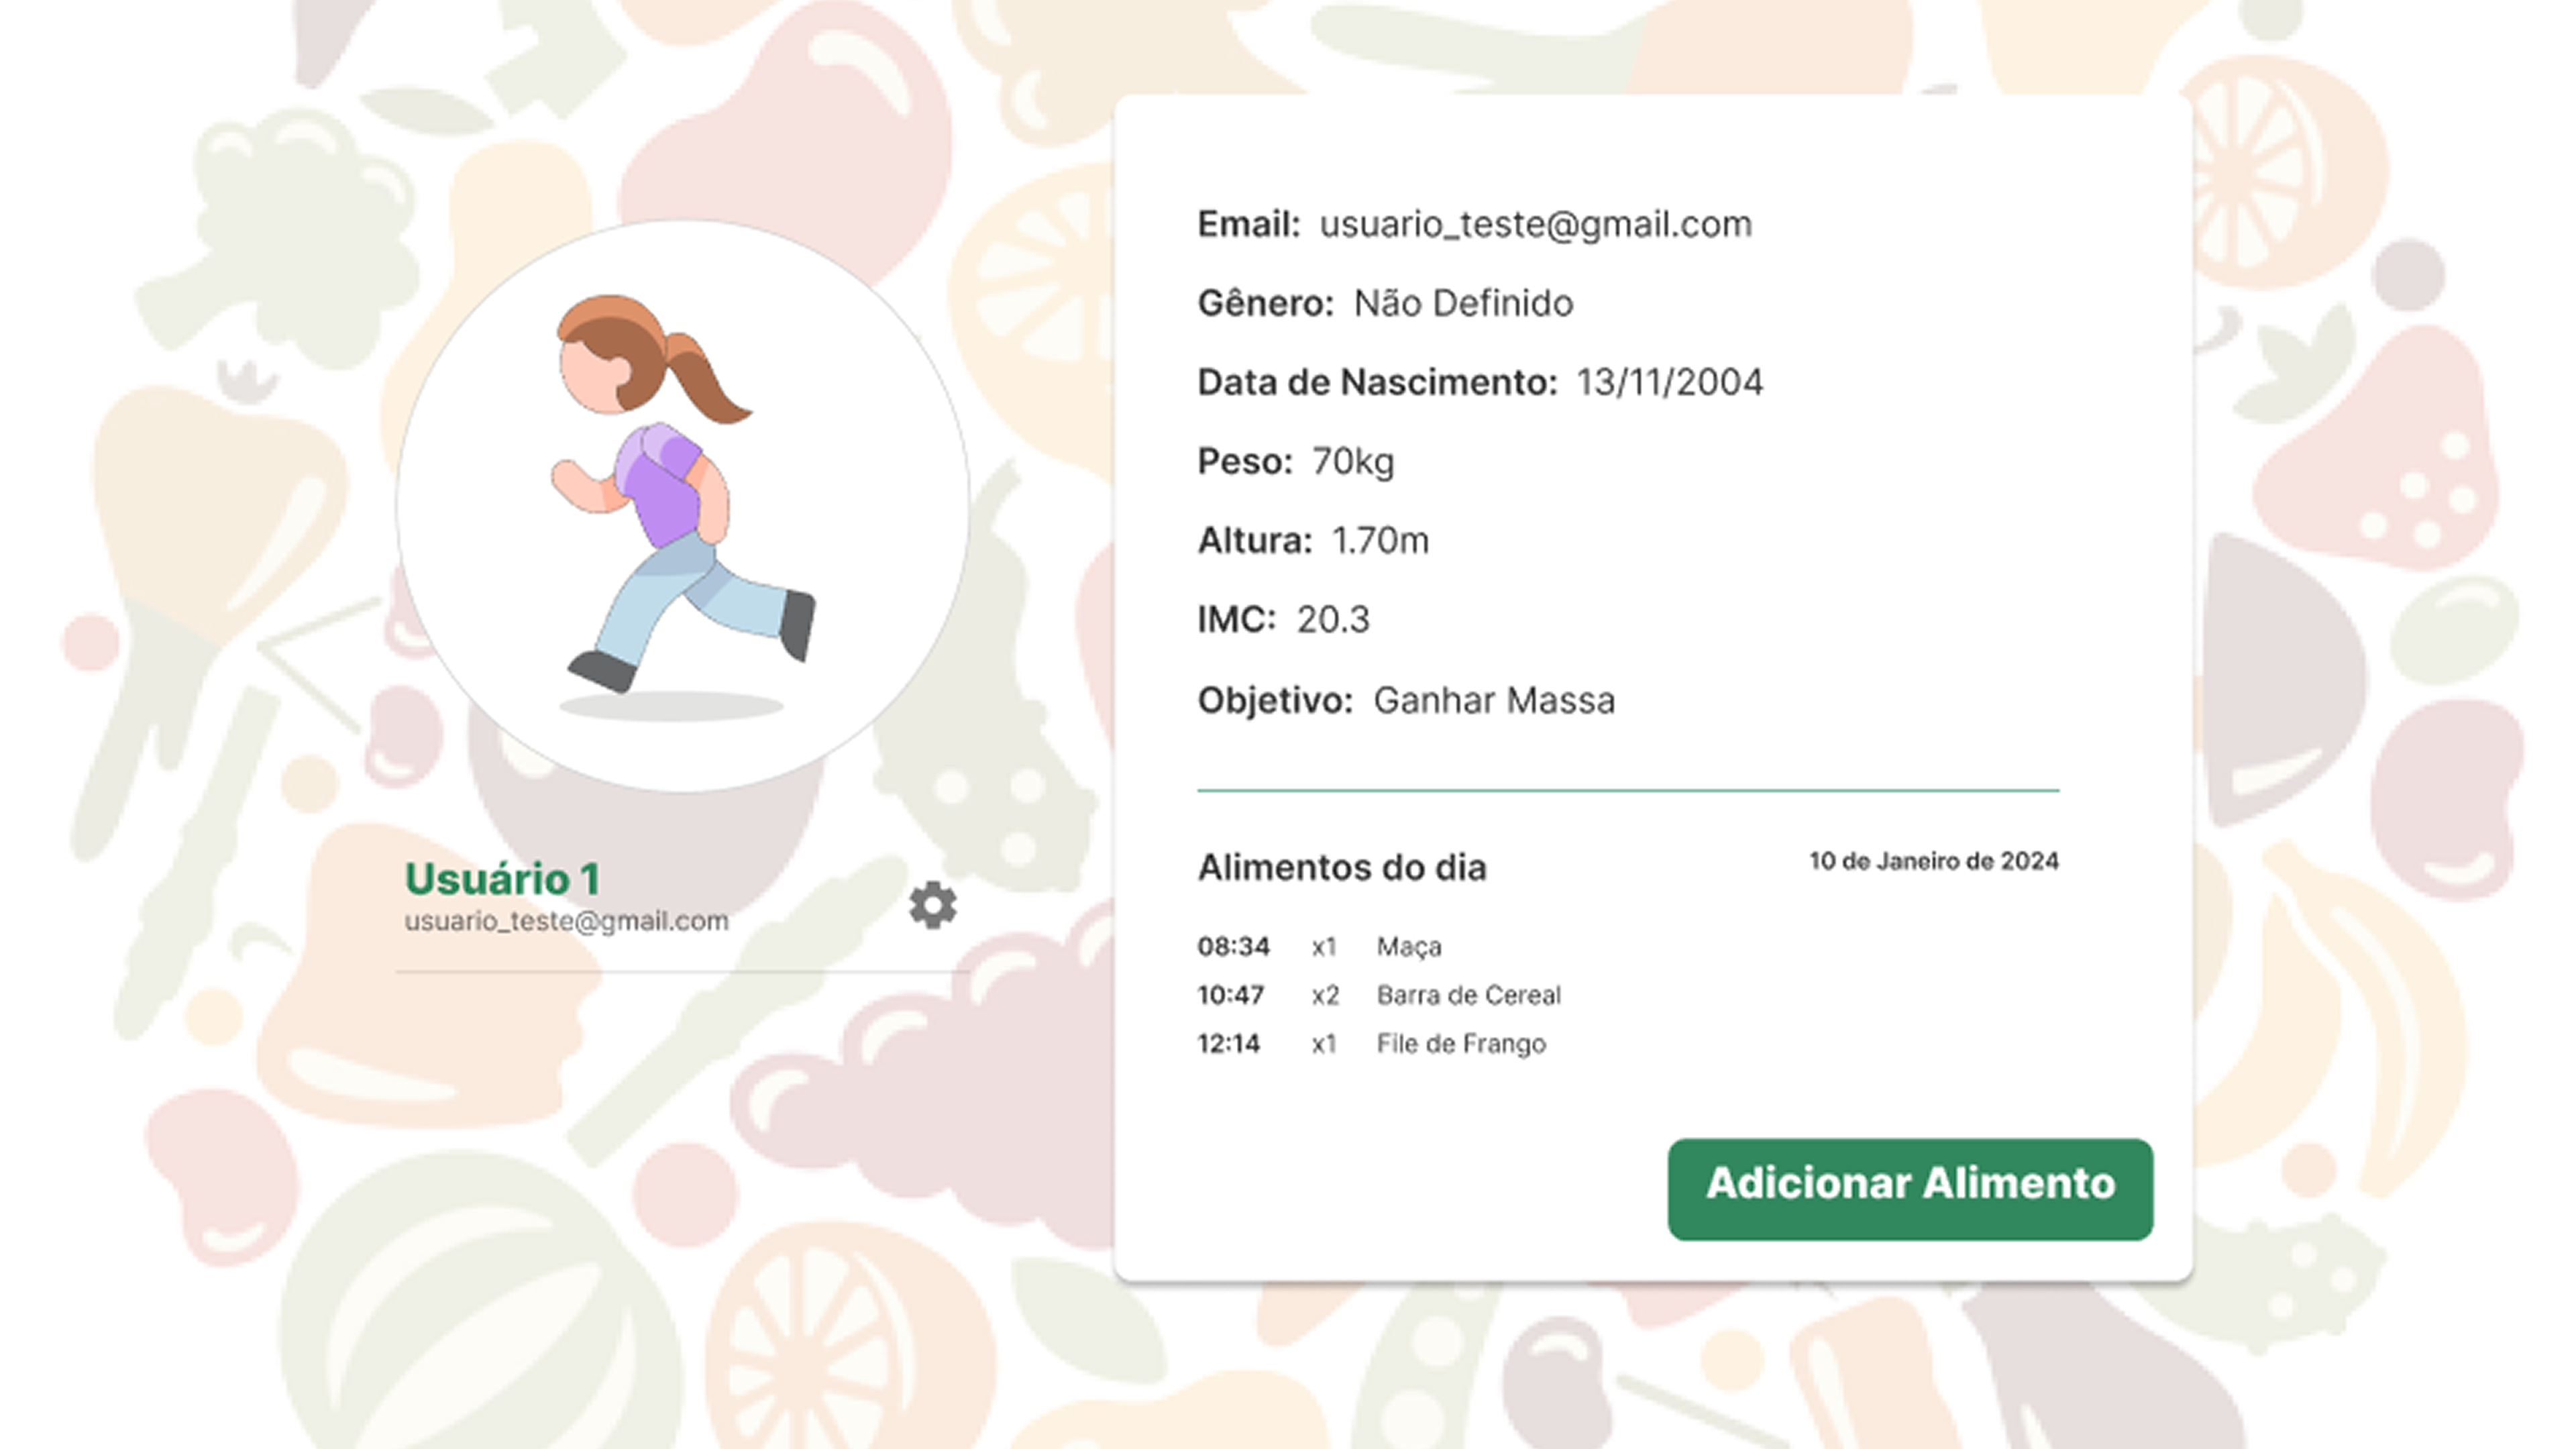 Usuário 1
usuario_teste@gmail.com
Email: usuario_teste@gmail.com
Gênero: Não Definido
Data de Nascimento: 13/11/2004
Peso: 70kg
Altura: 1.70m
IMC: 20.3
Objetivo: Ganhar Massa
Alimentos do dia 10 de Janeiro de 2024
08:34 x1 Maça
10:47 x2 Barra de Cereal
12:14 x1 File de Frango
Adicionar Alimento